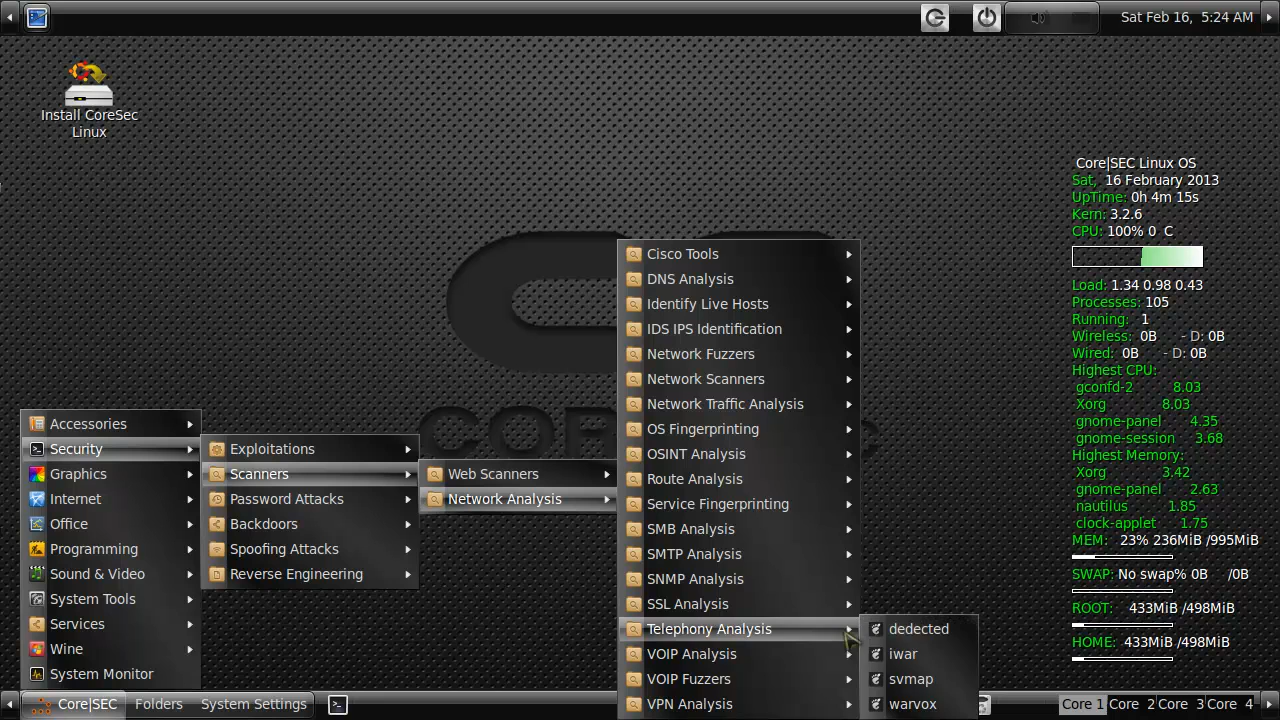 Sat Feb 16, 5:24 AM
Install CoreSec
Linux
Core|SEC Linux OS
Sat, 16 February 2013
UpTime: 0h 4m 15s
Kern: 3.2.6
CPU: 100% 0 C
Load: 1.34 0.98 0.43
Processes: 105
Running: 1
Wireless: 0B - D: 0B
Wired: 0B - D: 0B
Highest CPU:
gconfd-2 8.03
Xorg 8.03
gnome-panel 4.35
gnome-session 3.68
Highest Memory:
Xorg 3.42
gnome-panel 2.63
nautilus 1.85
clock-applet 1.75
MEM: 23% 236MiB /995MiB
SWAP: No swap% 0B /0B
ROOT: 433MiB /498MiB
HOME: 433MiB /498MiB
Accessories
Security
Graphics
Internet
Office
Programming
Sound & Video
System Tools
Services
Wine
System Monitor
Exploitations
Scanners
Password Attacks
Backdoors
Spoofing Attacks
Reverse Engineering
Web Scanners
Network Analysis
Cisco Tools
DNS Analysis
Identify Live Hosts
IDS IPS Identification
Network Fuzzers
Network Scanners
Network Traffic Analysis
OS Fingerprinting
OSINT Analysis
Route Analysis
Service Fingerprinting
SMB Analysis
SMTP Analysis
SNMP Analysis
SSL Analysis
Telephony Analysis
VOIP Analysis
VOIP Fuzzers
VPN Analysis
dedected
iwar
svmap
warvox
Core|SEC Folders System Settings
Core 1 Core 2 Core 3 Core 4